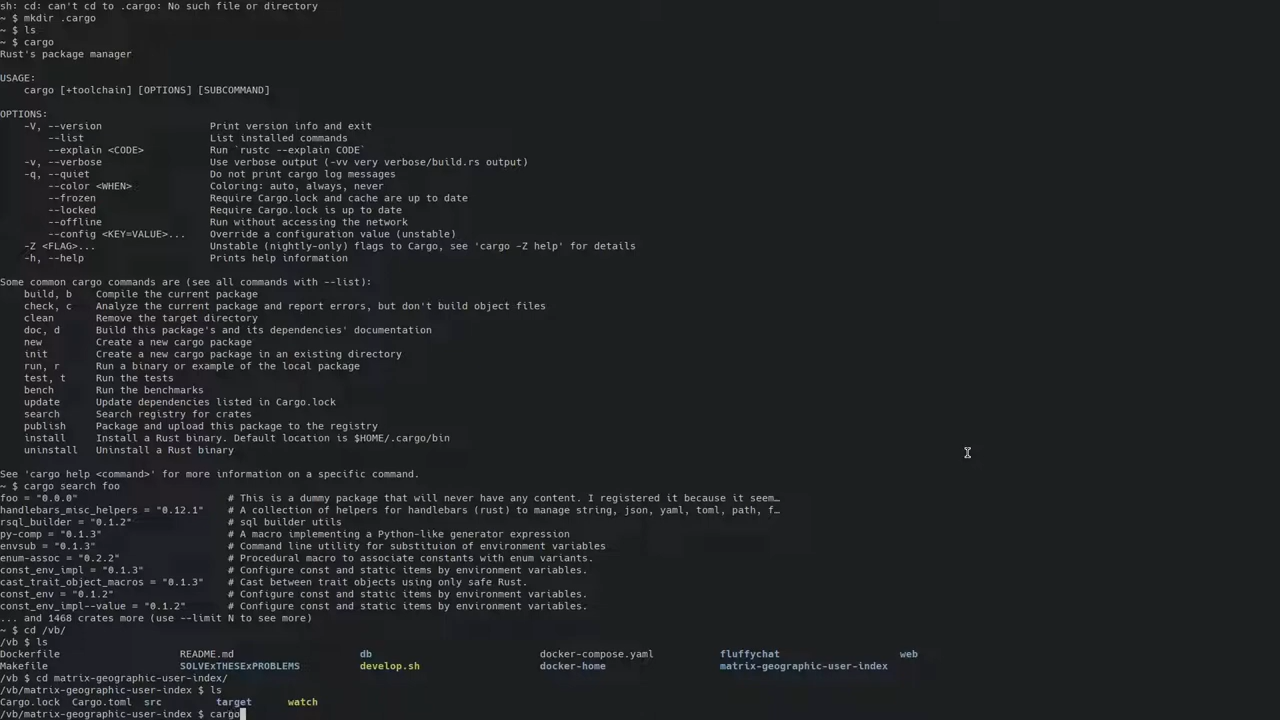 sh: cd: can't cd to .cargo: No such file or directory
~ $ mkdir .cargo
~ $ ls
~ $ cargo
Rust's package manager
USAGE:
    cargo [+toolchain] [OPTIONS] [SUBCOMMAND]
OPTIONS:
    -V, --version                  Print version info and exit
        --list                     List installed commands
        --explain <CODE>           Run `rustc --explain CODE`
    -v, --verbose                  Use verbose output (-vv very verbose/build.rs output)
    -q, --quiet                    Do not print cargo log messages
        --color <WHEN>             Coloring: auto, always, never
        --frozen                   Require Cargo.lock and cache are up to date
        --locked                   Require Cargo.lock is up to date
        --offline                  Run without accessing the network
        --config <KEY=VALUE>...    Override a configuration value (unstable)
    -Z <FLAG>...                   Unstable (nightly-only) flags to Cargo, see 'cargo -Z help' for details
    -h, --help                     Prints help information
Some common cargo commands are (see all commands with --list):
    build, b    Compile the current package
    check, c    Analyze the current package and report errors, but don't build object files
    clean       Remove the target directory
    doc, d      Build this package's and its dependencies' documentation
    new         Create a new cargo package
    init        Create a new cargo package in an existing directory
    run, r      Run a binary or example of the local package
    test, t     Run the tests
    bench       Run the benchmarks
    update      Update dependencies listed in Cargo.lock
    search      Search registry for crates
    publish     Package and upload this package to the registry
    install     Install a Rust binary. Default location is $HOME/.cargo/bin
    uninstall   Uninstall a Rust binary
See 'cargo help <command>' for more information on a specific command.
~ $ cargo search foo
foo = "0.0.0"                         # This is a dummy package that will never have any content. I registered it because it seem…
handlebars_misc_helpers = "0.12.1"    # A collection of helpers for handlebars (rust) to manage string, json, yaml, toml, path, f…
rsql_builder = "0.1.2"                # sql builder utils
py-comp = "0.1.3"                     # A macro implementing a Python-like generator expression
envsub = "0.1.3"                      # Command line utility for substituion of environment variables
enum-assoc = "0.2.2"                  # Procedural macro to associate constants with enum variants.
const_env_impl = "0.1.3"              # Configure const and static items by environment variables.
cast_trait_object_macros = "0.1.3"    # Cast between trait objects using only safe Rust.
const_env = "0.1.2"                   # Configure const and static items by environment variables.
const_env_impl--value = "0.1.2"       # Configure const and static items by environment variables.
... and 1468 crates more (use --limit N to see more)
~ $ cd /vb/
/vb $ ls
Dockerfile                    README.md                     db                            docker-compose.yaml           fluffychat                    web
Makefile                      SOLVExTHESExPROBLEMS          develop.sh                    docker-home                   matrix-geographic-user-index
/vb $ cd matrix-geographic-user-index/
/vb/matrix-geographic-user-index $ ls
Cargo.lock  Cargo.toml  src         target      watch
/vb/matrix-geographic-user-index $ cargo